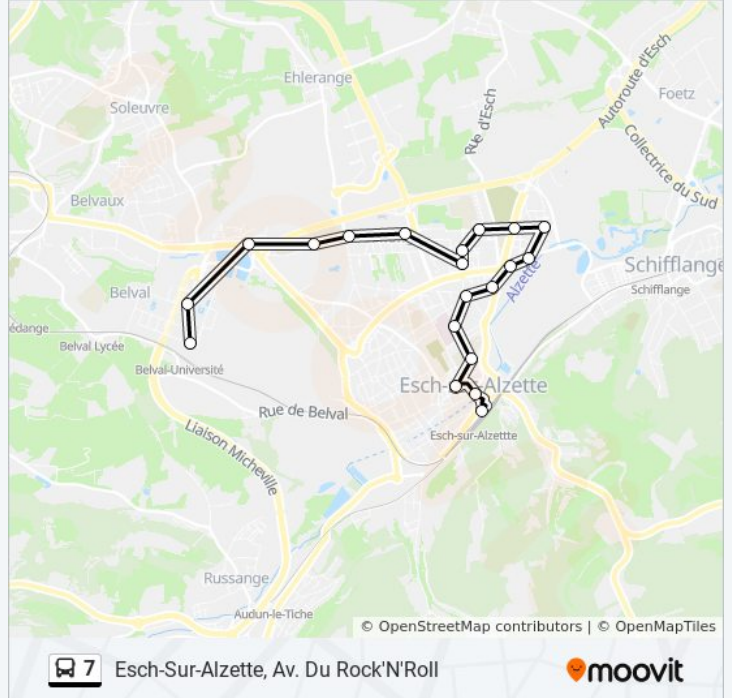 Ehlerange
Autoroute d'Esch
Foetz
Soleuvre
Rue d'Esch
Collectrice du Sud
Belvaux
Schifflange
Schifflange
Alzette
Belval
édange
Belval Lycée
Belval-Université
Esch- -Alzette
Rue de Belval
Esch-sur-Alzettte
Liaison Micheville
Russange
Audun-le-Tiche
© OpenStreetMap contributors | © OpenMapTiles
7 Esch-Sur-Alzette, Av. Du Rock'N'Roll
moovit